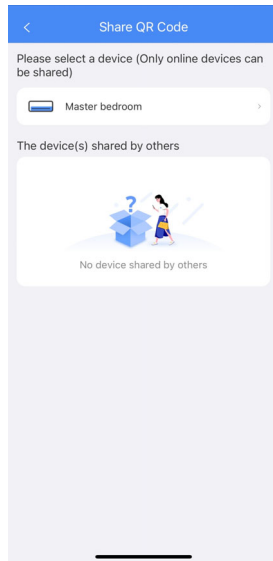 Share QR Code
Please select a device (Only online devices can
be shared)
Master bedroom
The device(s) shared by others
?
No device shared by others